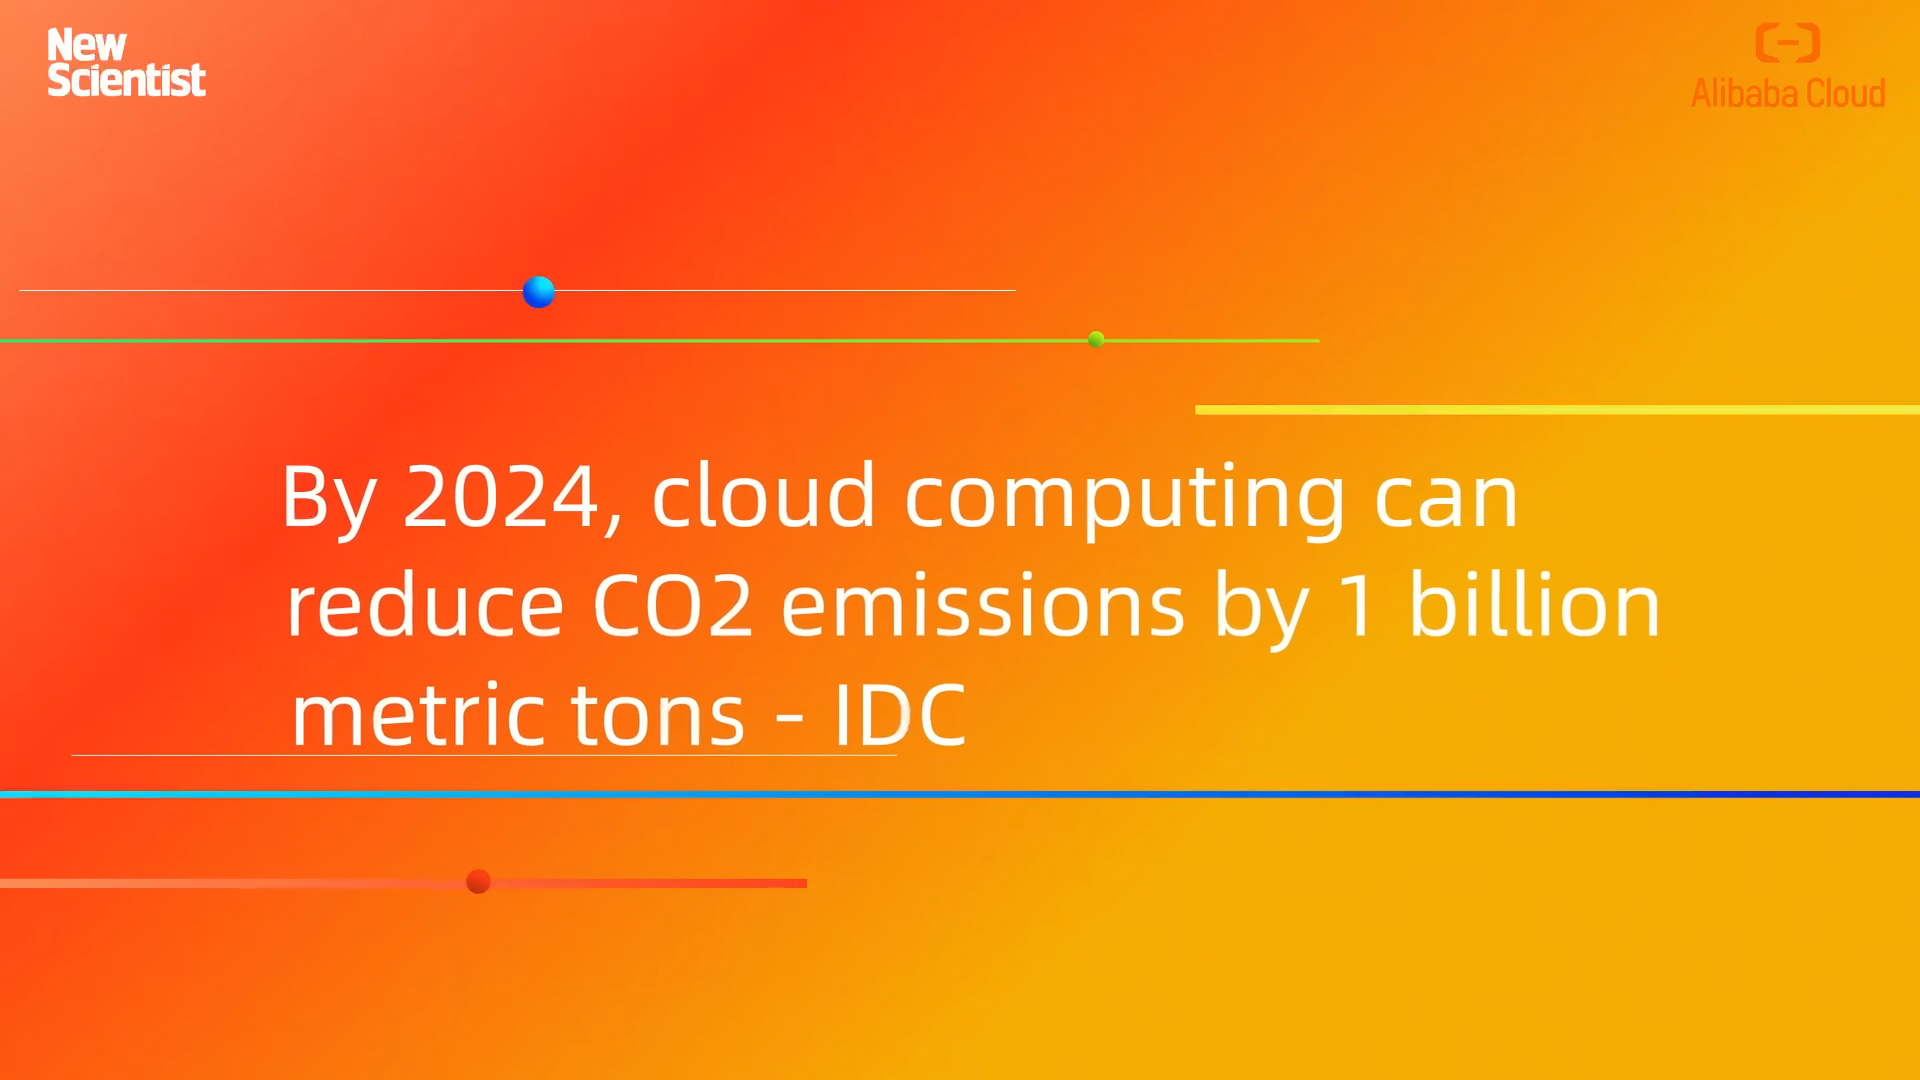 New
Scientist
Alibaba Cloud
By 2024, cloud computing can
reduce CO2 emissions by 1 billion
metric tons - IDC